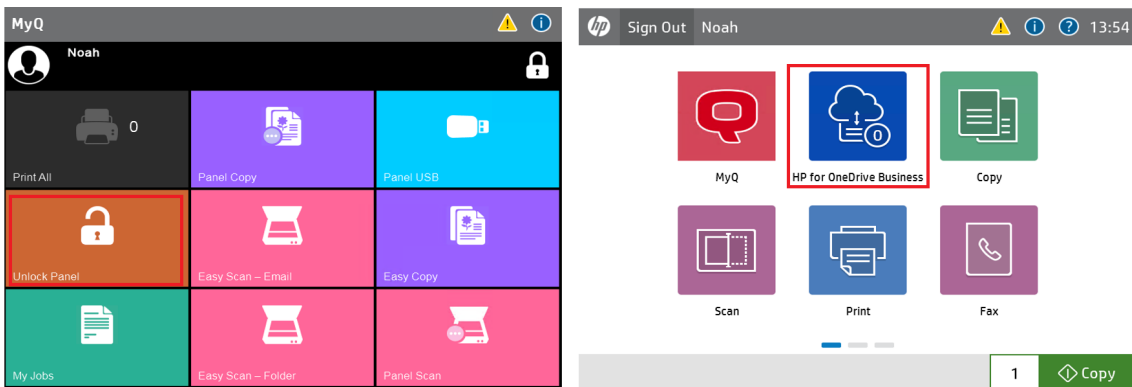 MyQ
Noah
0
Print All
Panel Copy
Panel USB
Unlock Panel
Easy Scan – Email
Easy Copy
My Jobs
Easy Scan – Folder
Panel Scan
hp Sign Out Noah 13:54
MyQ
HP for OneDrive Business
Copy
Scan
Print
Fax
1 Copy